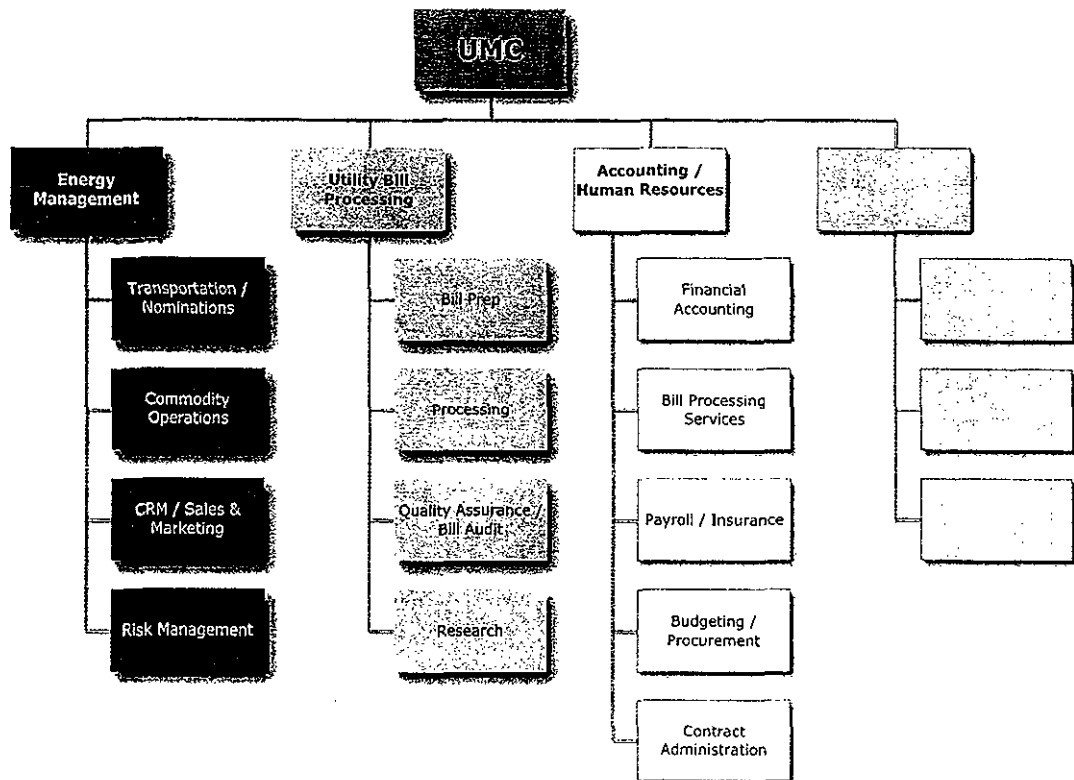 UMC
Energy
Management
Utility Bill
Processing
Accounting /
Human Resources
Transportation /
Nominations
Bill Prep
Financial
Accounting
Commodity
Operations
Processing
Bill Processing
Services
CRM / Sales &
Marketing
Quality Assurance /
Bill Audit
Payroll / Insurance
Risk Management
Research
Budgeting /
Procurement
Contract
Administration